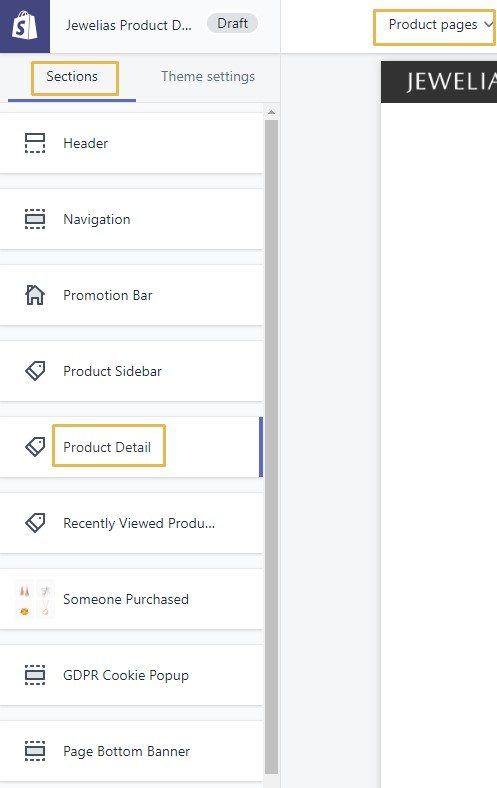 Jewelias Product D... Draft Product pages
Sections Theme settings
JEWELIA
Header
Navigation
Promotion Bar
Product Sidebar
Product Detail
Recently Viewed Produ...
Someone Purchased
GDPR Cookie Popup
Page Bottom Banner